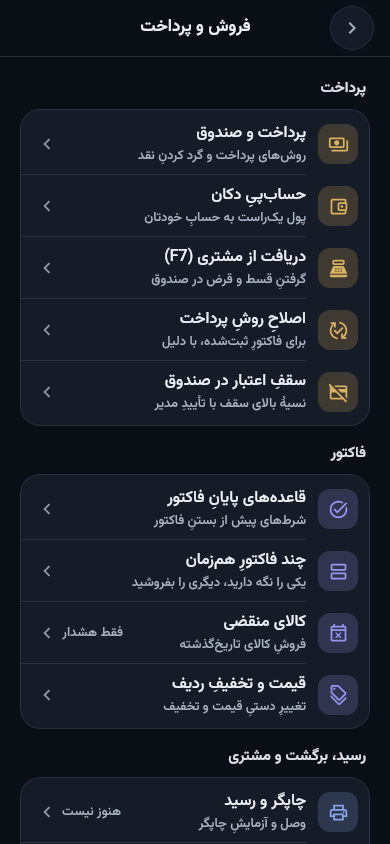 فروش و پرداخت
پرداخت
پرداخت و صندوق
روش‌های پرداخت و گرد کردنِ نقد
حساب‌پیِ دکان
پول یک‌راست به حسابِ خودتان
دریافت از مشتری (F7)
گرفتنِ قسط و قرض در صندوق
اصلاحِ روشِ پرداخت
برای فاکتورِ ثبت‌شده، با دلیل
سقفِ اعتبار در صندوق
نسیهٔ بالای سقف با تأییدِ مدیر
فاکتور
قاعده‌های پایانِ فاکتور
شرط‌های پیش از بستنِ فاکتور
چند فاکتورِ هم‌زمان
یکی را نگه دارید، دیگری را بفروشید
کالای منقضی
فروشِ کالای تاریخ‌گذشته
فقط هشدار
قیمت و تخفیفِ ردیف
تغییرِ دستیِ قیمت و تخفیف
رسید، برگشت و مشتری
چاپگر و رسید
وصل و آزمایشِ چاپگر
هنوز نیست